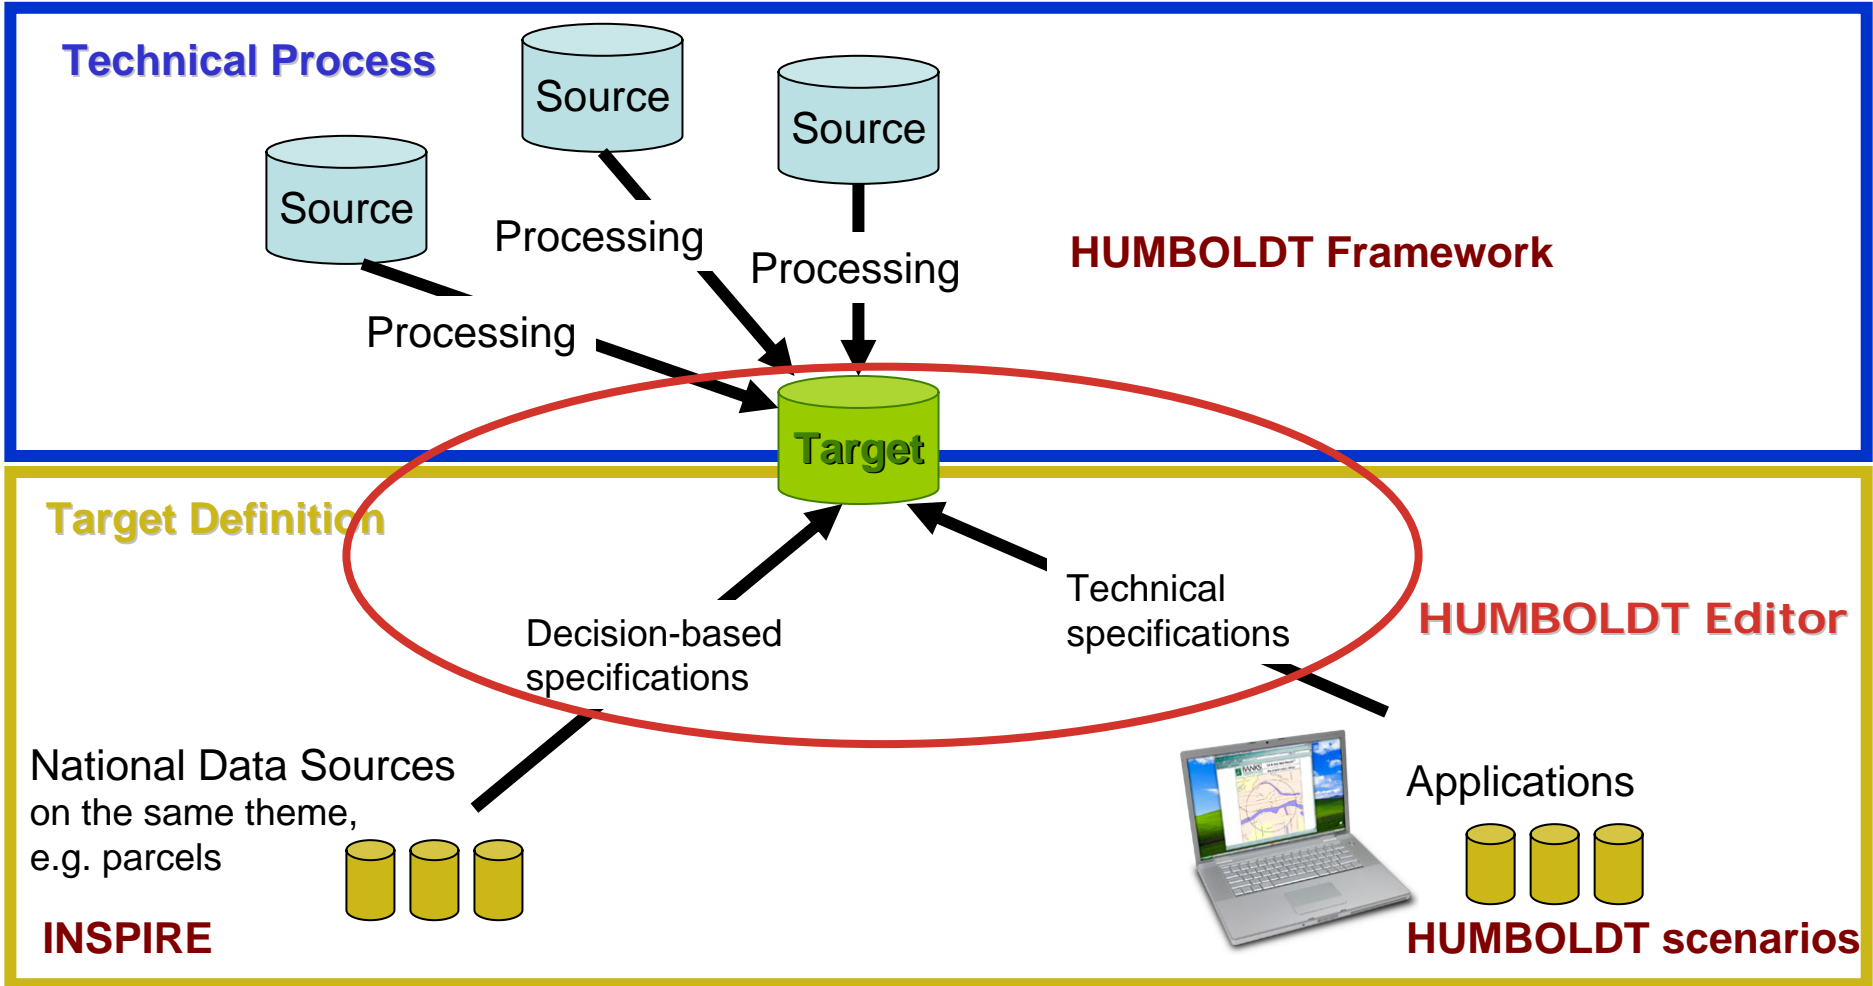 Technical Process
Source
Source
Source
Processing
Processing
Processing
HUMBOLDT Framework
Target
Target Definition
Decision-based
specifications
Technical
specifications
HUMBOLDT Editor
National Data Sources
on the same theme,
e.g. parcels
INSPIRE
BANKS
Applications
HUMBOLDT scenarios